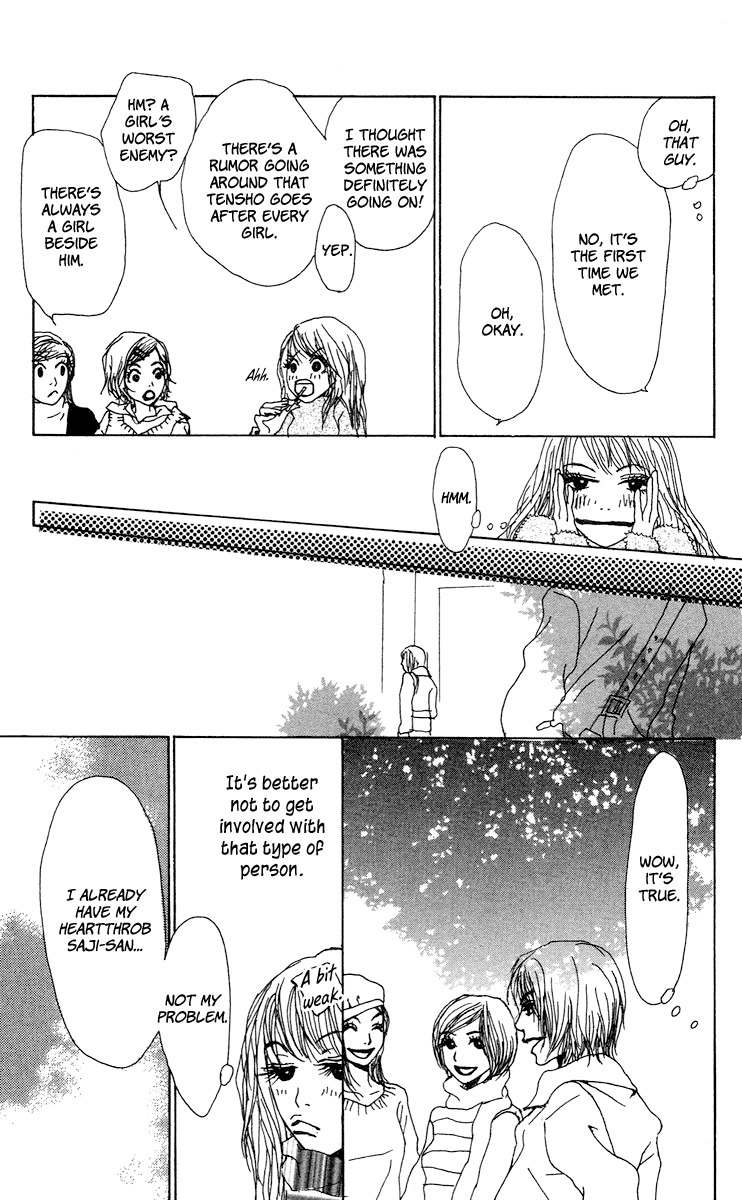 OH,
THAT
GUY.
NO, IT'S
THE FIRST
TIME WE
MET.
OH,
OKAY.
I THOUGHT
THERE WAS
SOMETHING
DEFINITELY
GOING ON!
YEP.
THERE'S A
RUMOR GOING
AROUND THAT
TENSHO GOES
AFTER EVERY
GIRL.
HM? A
GIRL'S
WORST
ENEMY?
THERE'S
ALWAYS
A GIRL
BESIDE
HIM.
Ahh.
HMM.
WOW,
IT'S
TRUE.
It's better
not to get
involved with
that type of
person.
A bit
weak.
NOT MY
PROBLEM.
I ALREADY
HAVE MY
HEARTTHROB
SAJI-SAN...